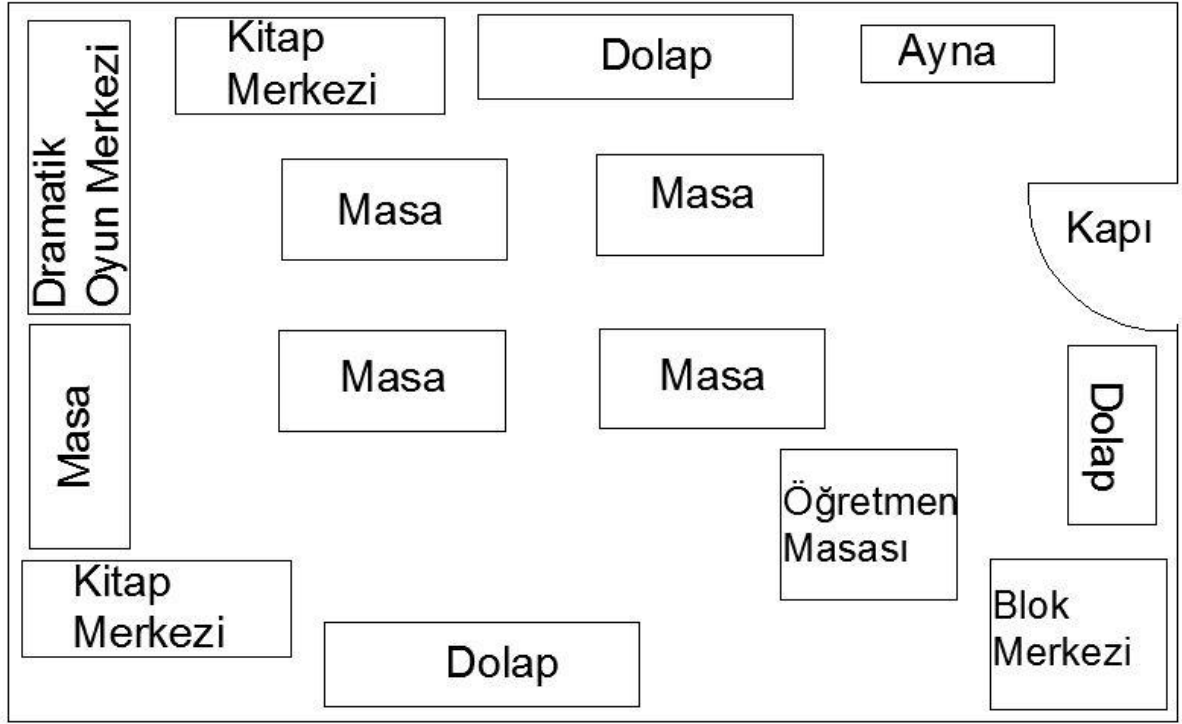 Dramatik
Oyun Merkezi
Kitap
Merkezi
Dolap
Ayna
Masa
Masa
Kapı
Masa
Masa
Masa
Dolap
Öğretmen
Masası
Kitap
Merkezi
Dolap
Blok
Merkezi